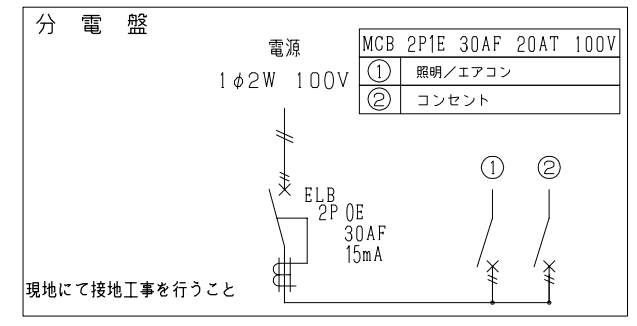 分電盤
電源
1φ2W 100V
MCB 2P1E 30AF 20AT 100V
① 照明/エアコン
② コンセント
① ②
ELB
2P 0E
30AF
15mA
現地にて接地工事を行うこと